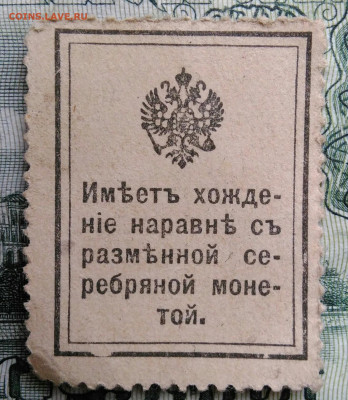 COINS.LAVE.RU
Имѣетъ хожде-
ніе наравнѣ съ
размѣнной се-
ребряной моне-
той.